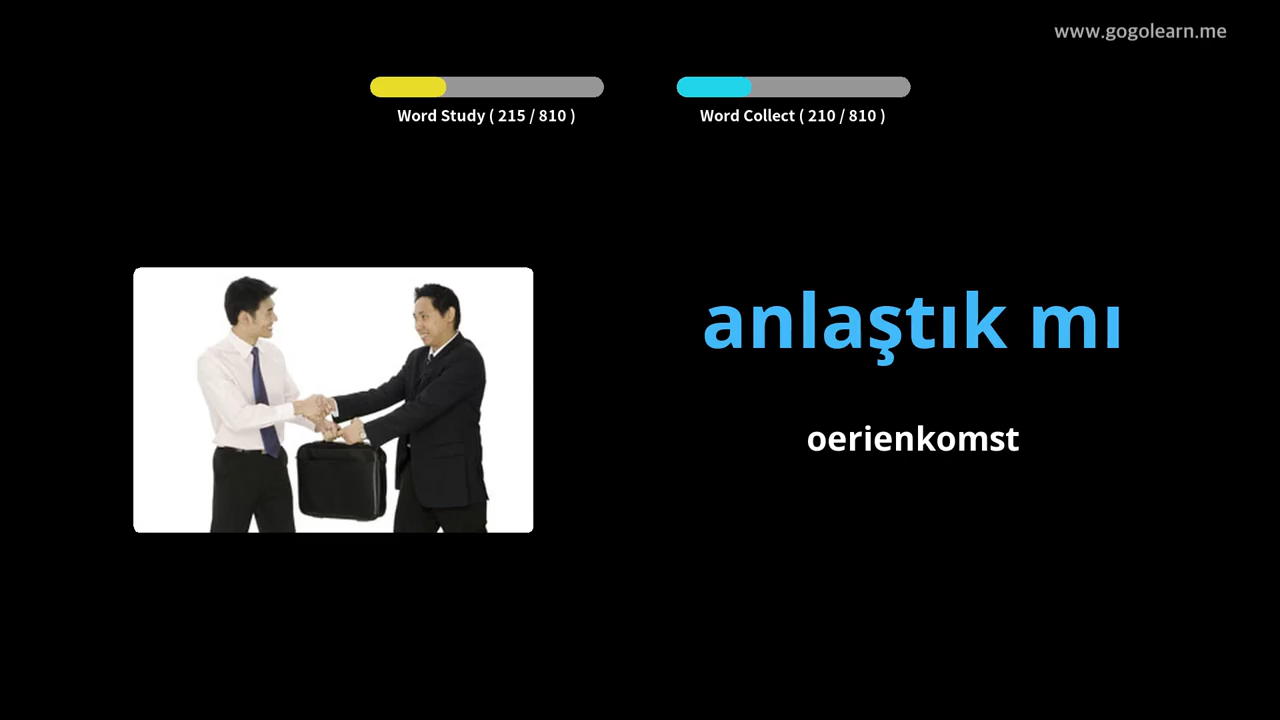 www.gogolearn.me
Word Study ( 215 / 810 )
Word Collect ( 210 / 810 )
anlaştık mı
oerienkomst